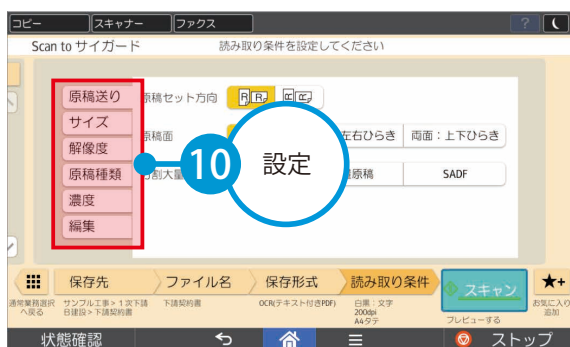 コピー スキャナー ファックス ?
Scan to サイガード 読み取り条件を設定してください
原稿送り 原稿セット方向 R R R R
サイズ
解像度 原稿面 左右ひらき 両面：上下ひらき
原稿種類 原稿 SADF
濃度
編集
10 設定
保存先 ファイル名 保存形式 読み取り条件 スキャン
通常業務選択へ戻る サンプル工事> 1次下請 下請契約書 OCR(テキスト付きPDF) 白黒：文字 お気に入り
日建設> 下請契約書 200dpi 追加
A4タテ プレビューする
状態確認 ストップ